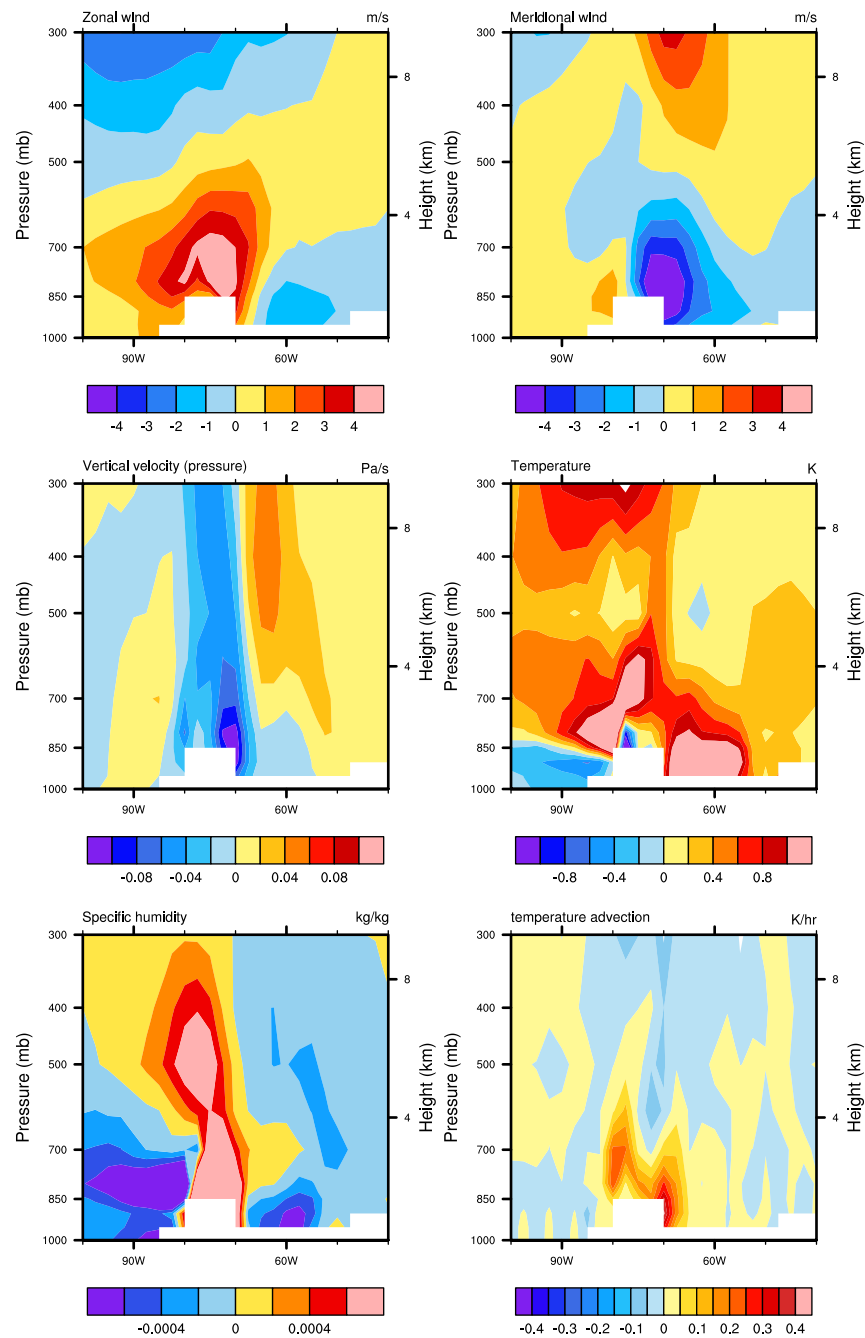 Zonal wind m/s
300
400
500
700
850
1000
Pressure (mb)
8
4
Height (km)
90W 60W
-4 -3 -2 -1 0 1 2 3 4
Meridional wind m/s
300
400
500
700
850
1000
Pressure (mb)
8
4
Height (km)
90W 60W
-4 -3 -2 -1 0 1 2 3 4
Vertical velocity (pressure) Pa/s
300
400
500
700
850
1000
Pressure (mb)
8
4
Height (km)
90W 60W
-0.08 -0.04 0 0.04 0.08
Temperature K
300
400
500
700
850
1000
Pressure (mb)
8
4
Height (km)
90W 60W
-0.8 -0.4 0 0.4 0.8
Specific humidity kg/kg
300
400
500
700
850
1000
Pressure (mb)
8
4
Height (km)
90W 60W
-0.0004 0 0.0004
temperature advection K/hr
300
400
500
700
850
1000
Pressure (mb)
8
4
Height (km)
90W 60W
-0.4 -0.3 -0.2 -0.1 0 0.1 0.2 0.3 0.4